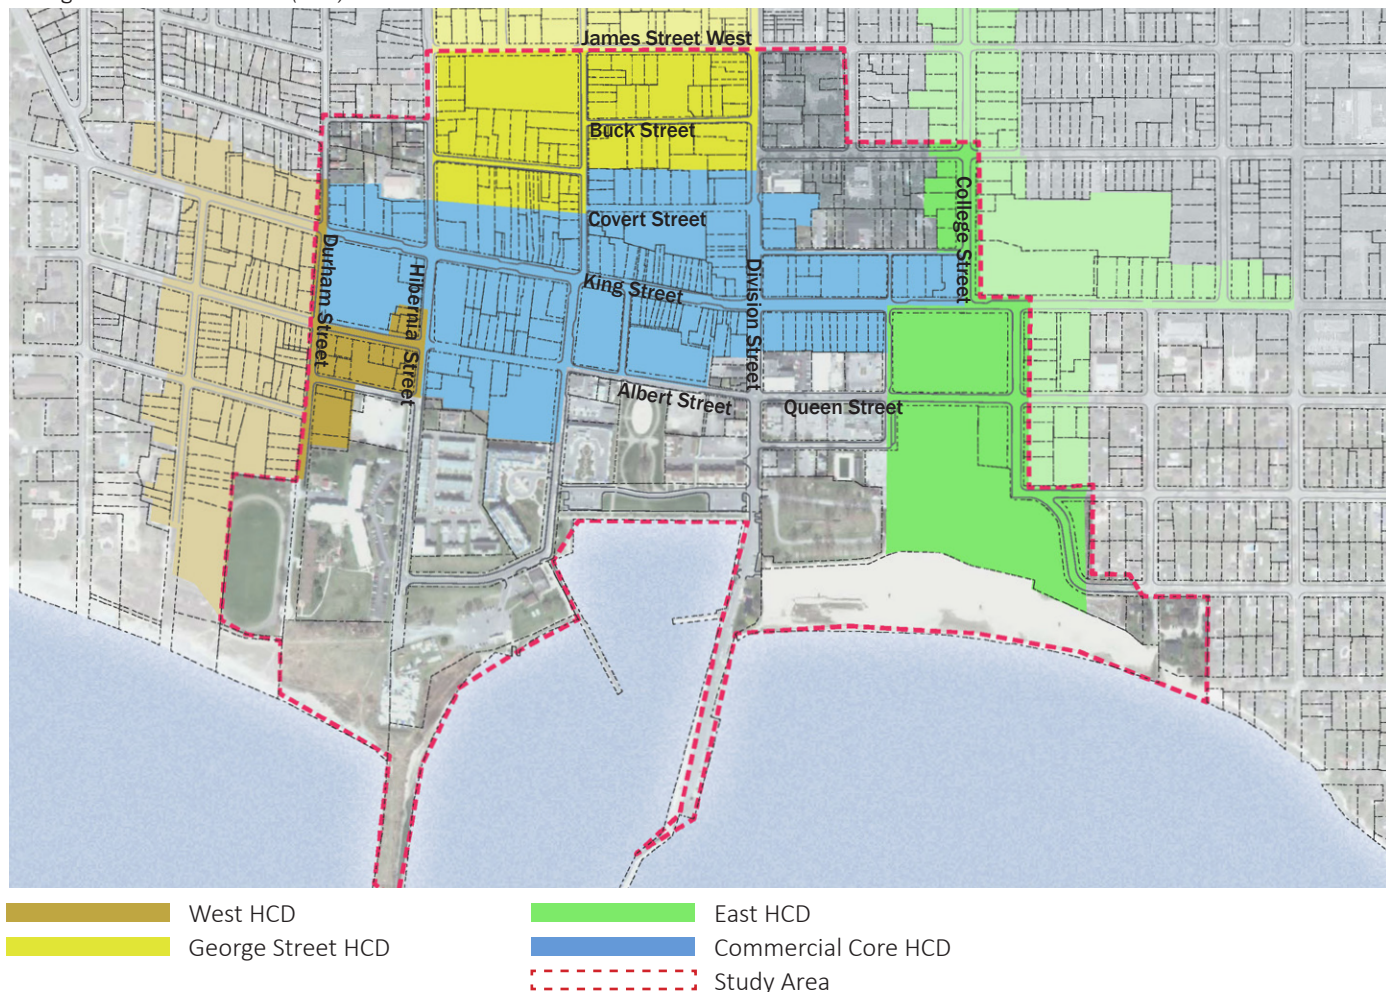 James Street West
Buck Street
College Street
Covert Street
Durham Street
Hibernia Street
Division Street
King Street
Albert Street
Queen Street
West HCD
East HCD
George Street HCD
Commercial Core HCD
Study Area